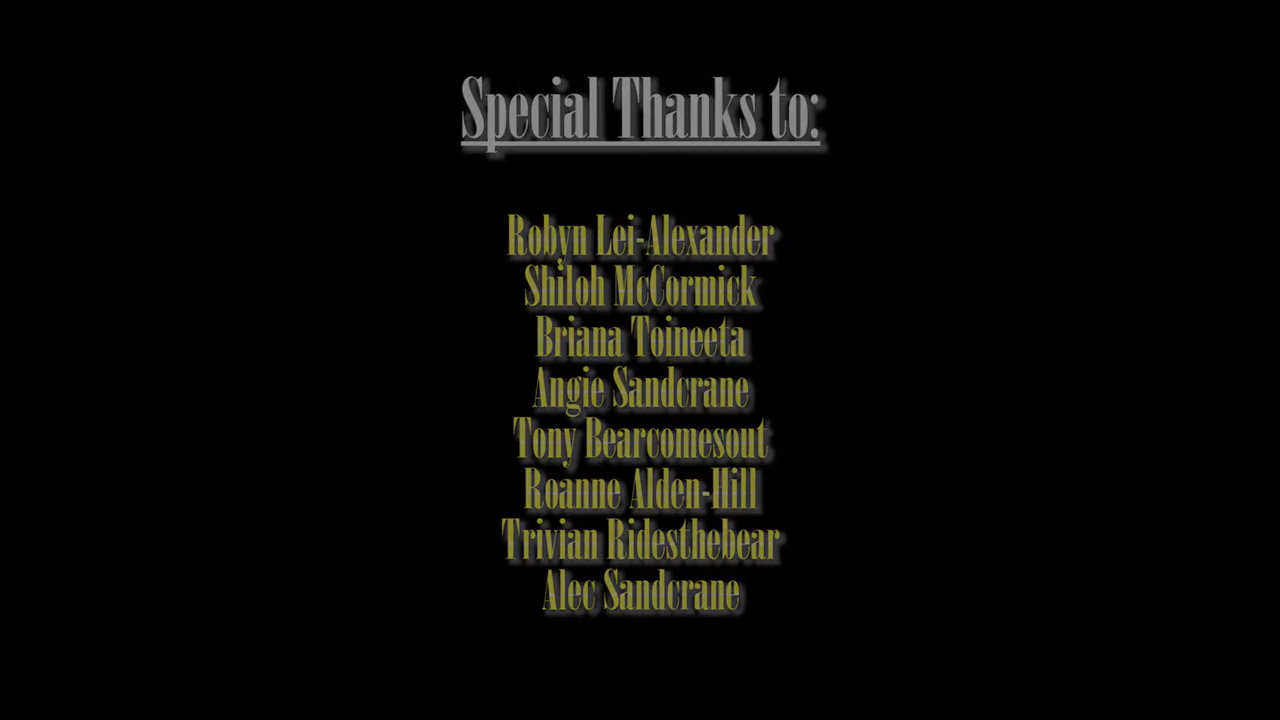 Special Thanks to:
Robyn Lei-Alexander
Shiloh McCormick
Briana Toineeta
Angie Sandcrane
Tony Bearcomesout
Roanne Alden-Hill
Trivian Ridesthebear
Alec Sandcrane